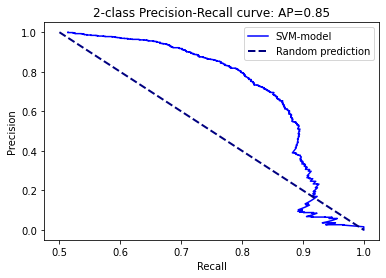 2-class Precision-Recall curve: AP=0.85
SVM-model
Random prediction
Precision
1.0
0.8
0.6
0.4
0.2
0.0
0.5 0.6 0.7 0.8 0.9 1.0
Recall